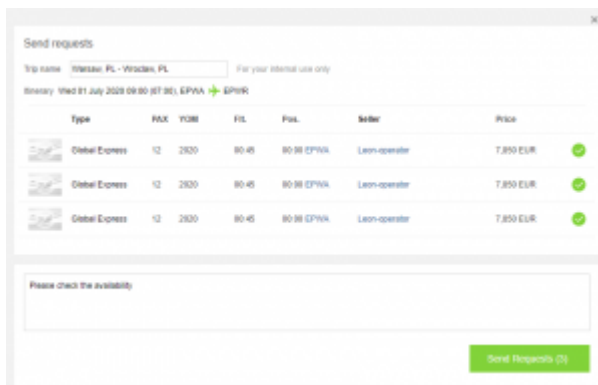 Send requests
Trip name Warsaw, PL - Wrocław, PL For your internal use only
Itinerary Wed 01 July 2020 09:00 (07:00), EPWA EPWR
Type PAX YOM Flt. Pos. Seller Price
Global Express 12 2020 00:45 00:00 EPWA Leon-operator 7,850 EUR
Global Express 12 2020 00:45 00:00 EPWA Leon-operator 7,850 EUR
Global Express 12 2020 00:45 00:00 EPWA Leon-operator 7,850 EUR
Please check the availability
Send Requests (3)